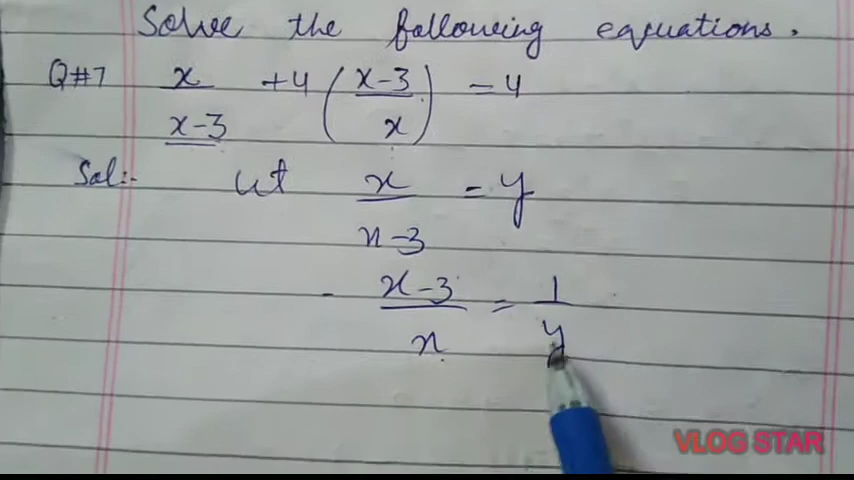 Solve the following equations.
Q#7 x/x-3 +4(x-3/x) =4
Sol:- let x/x-3 =y
x-3/x = 1/y
VLOG STAR